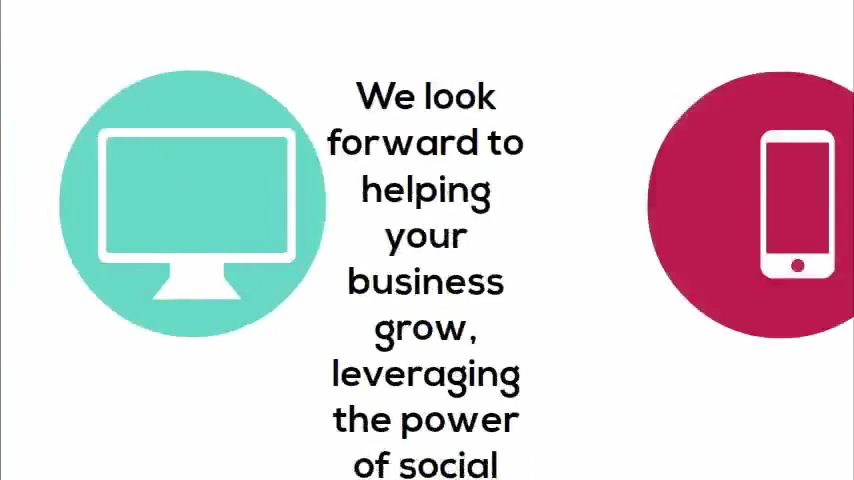 We look
forward to
helping
your
business
grow,
leveraging
the power
of social